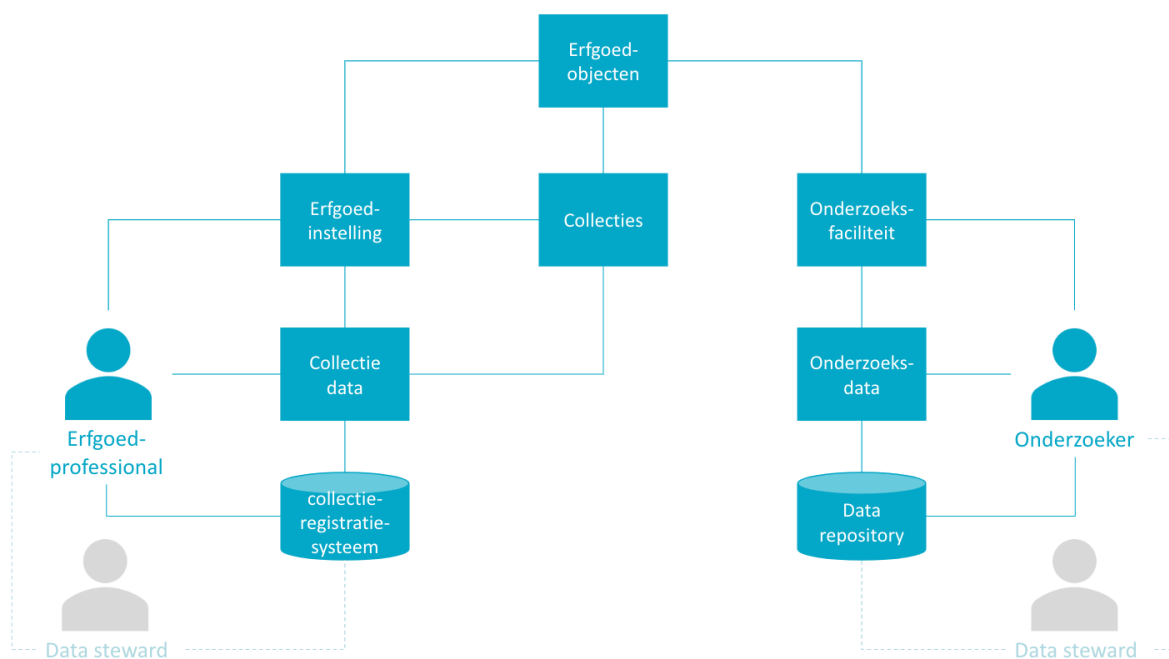 Erfgoed-
objecten
Erfgoed-
instelling
Collecties
Onderzoeks-
faciliteit
Collectie
data
Onderzoeks-
data
Erfgoed-
professional
Onderzoeker
collectie-
registratie-
systeem
Data
repository
Data steward
Data steward